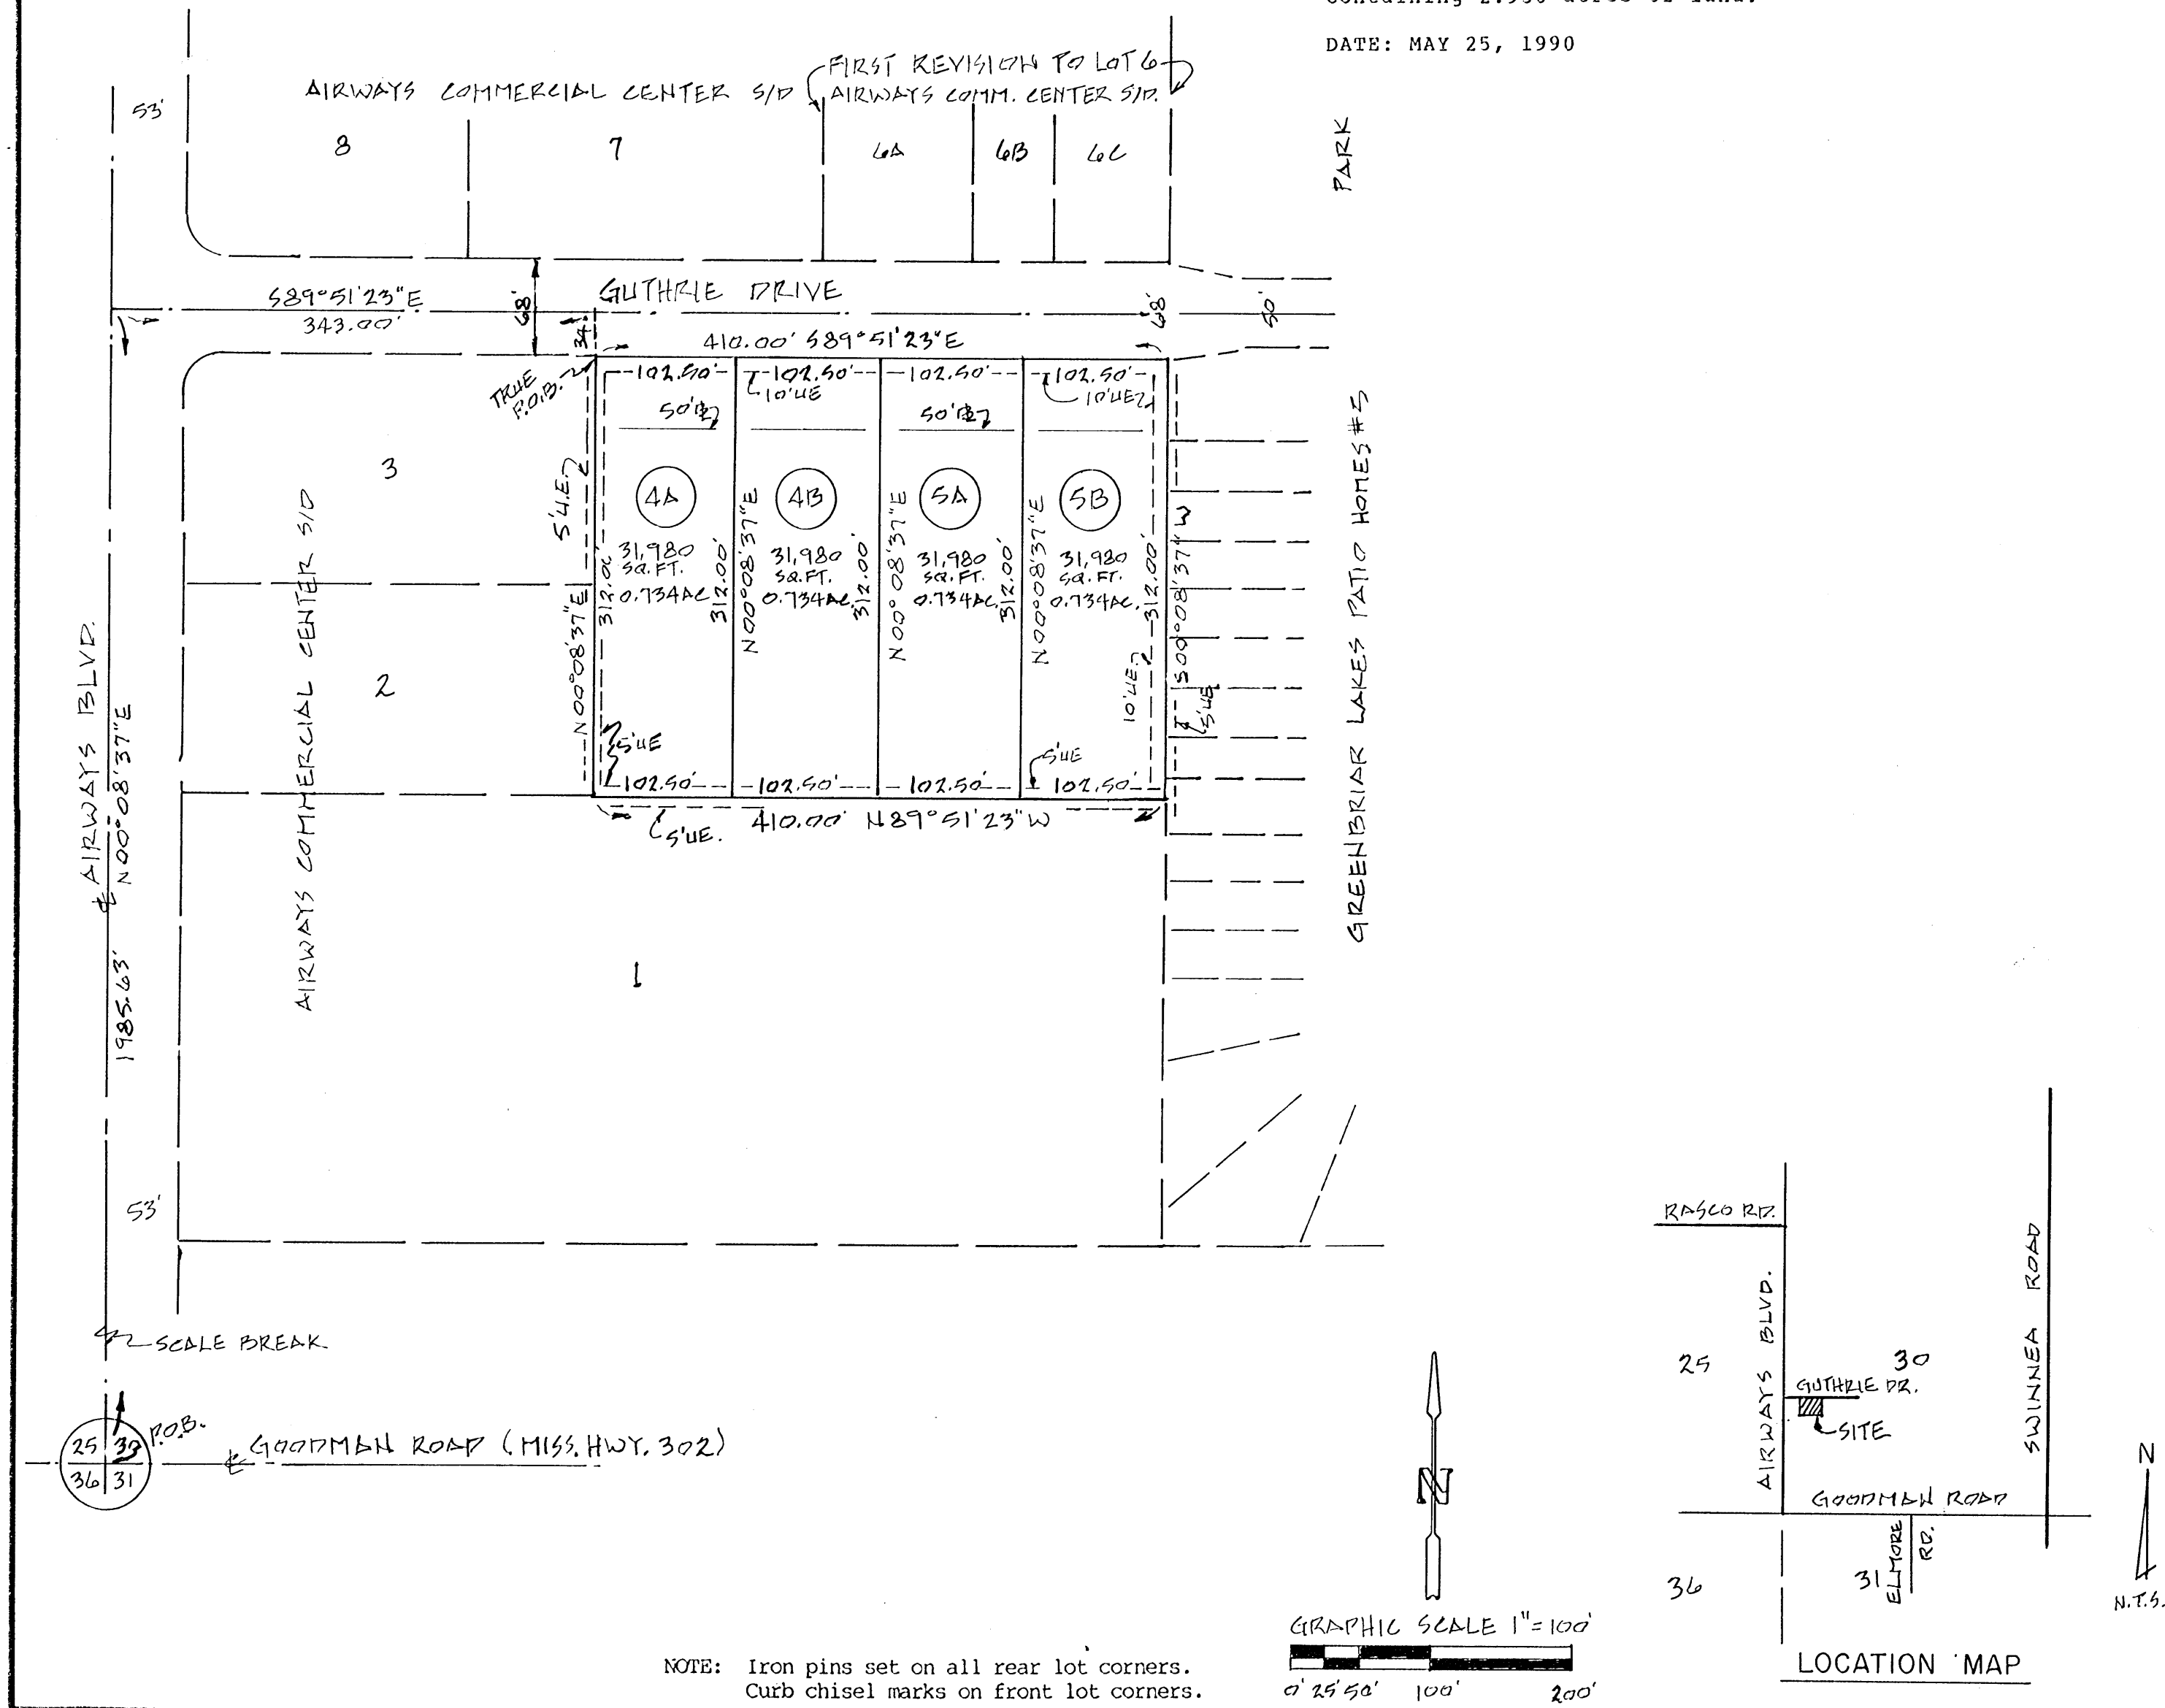 DATE: MAY 25, 1990
FIRST REVISION TO LOT 6
AIRWAYS COMMERCIAL CENTER S/D
AIRWAYS COMM. CENTER S/D.
53'
8
7
6A
6B
6C
PARK
S89°51'23"E
343.00'
68'
GUTHRIE DRIVE
34'
68'
50'
410.00' S89°51'23"E
TRUE
P.O.B.
102.50'
102.50'
102.50'
102.50'
10'UE
10'UE
50'
50'
3
5'U.E.
4A
4B
5A
5B
31,980
SQ. FT.
0.734 AC.
31,980
SQ. FT.
0.734 AC.
31,980
SQ. FT.
0.734 AC.
31,980
SQ. FT.
0.734 AC.
N00°08'37"E
312.00'
312.00'
N00°08'37"E
312.00'
N00°08'37"E
312.00'
N00°08'37"E
312.00'
S00°08'37"W
10'UE
5'UE
GREENBRIAR LAKES PATIO HOMES #5
2
5'UE
5'UE
102.50'
102.50'
102.50'
102.50'
5'UE.
410.00' N89°51'23"W
AIRWAYS COMMERCIAL CENTER S/D
℄ AIRWAYS BLVD.
N00°08'37"E
1985.63'
1
53'
SCALE BREAK
P.O.B.
25
36
31
℄ GOODMAN ROAD (MISS. HWY. 302)
N
GRAPHIC SCALE 1"=100'
0' 25' 50' 100' 200'
NOTE: Iron pins set on all rear lot corners.
Curb chisel marks on front lot corners.
RASCO RD.
AIRWAYS BLVD.
SWINNEA ROAD
25
30
GUTHRIE DR.
SITE
GOODMAN ROAD
ELMORE
RD.
36
31
N
N.T.S.
LOCATION MAP